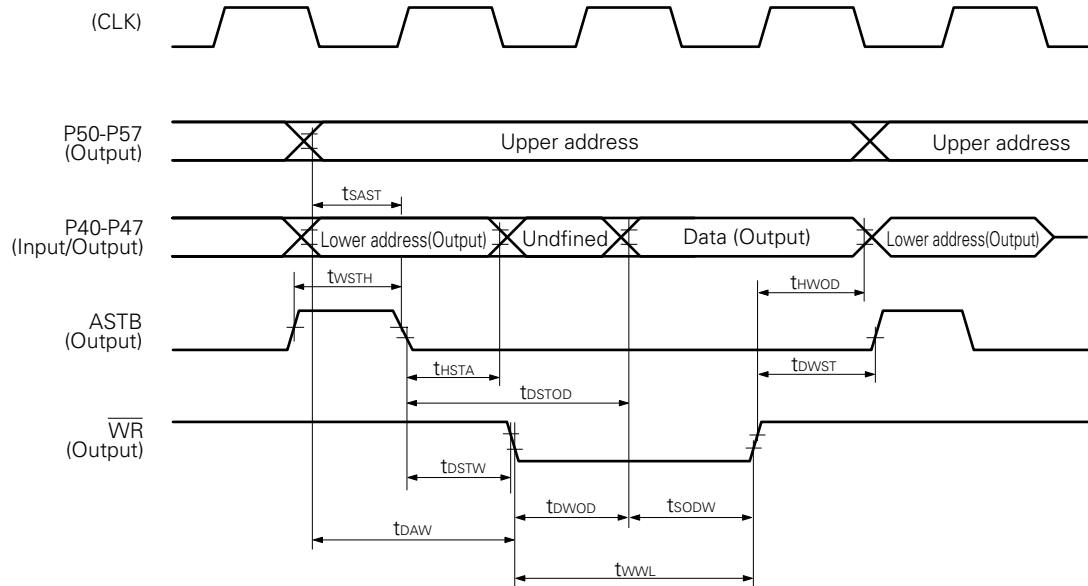 (CLK)
P50-P57
(Output)
Upper address
Upper address
tSAST
P40-P47
(Input/Output)
Lower address(Output)
Undfined
Data (Output)
Lower address(Output)
tWSTH
tHWOD
ASTB
(Output)
tHSTA
tDWST
tDSTOD
WR
(Output)
tDSTW
tDWOD
tSODW
tDAW
tWWL